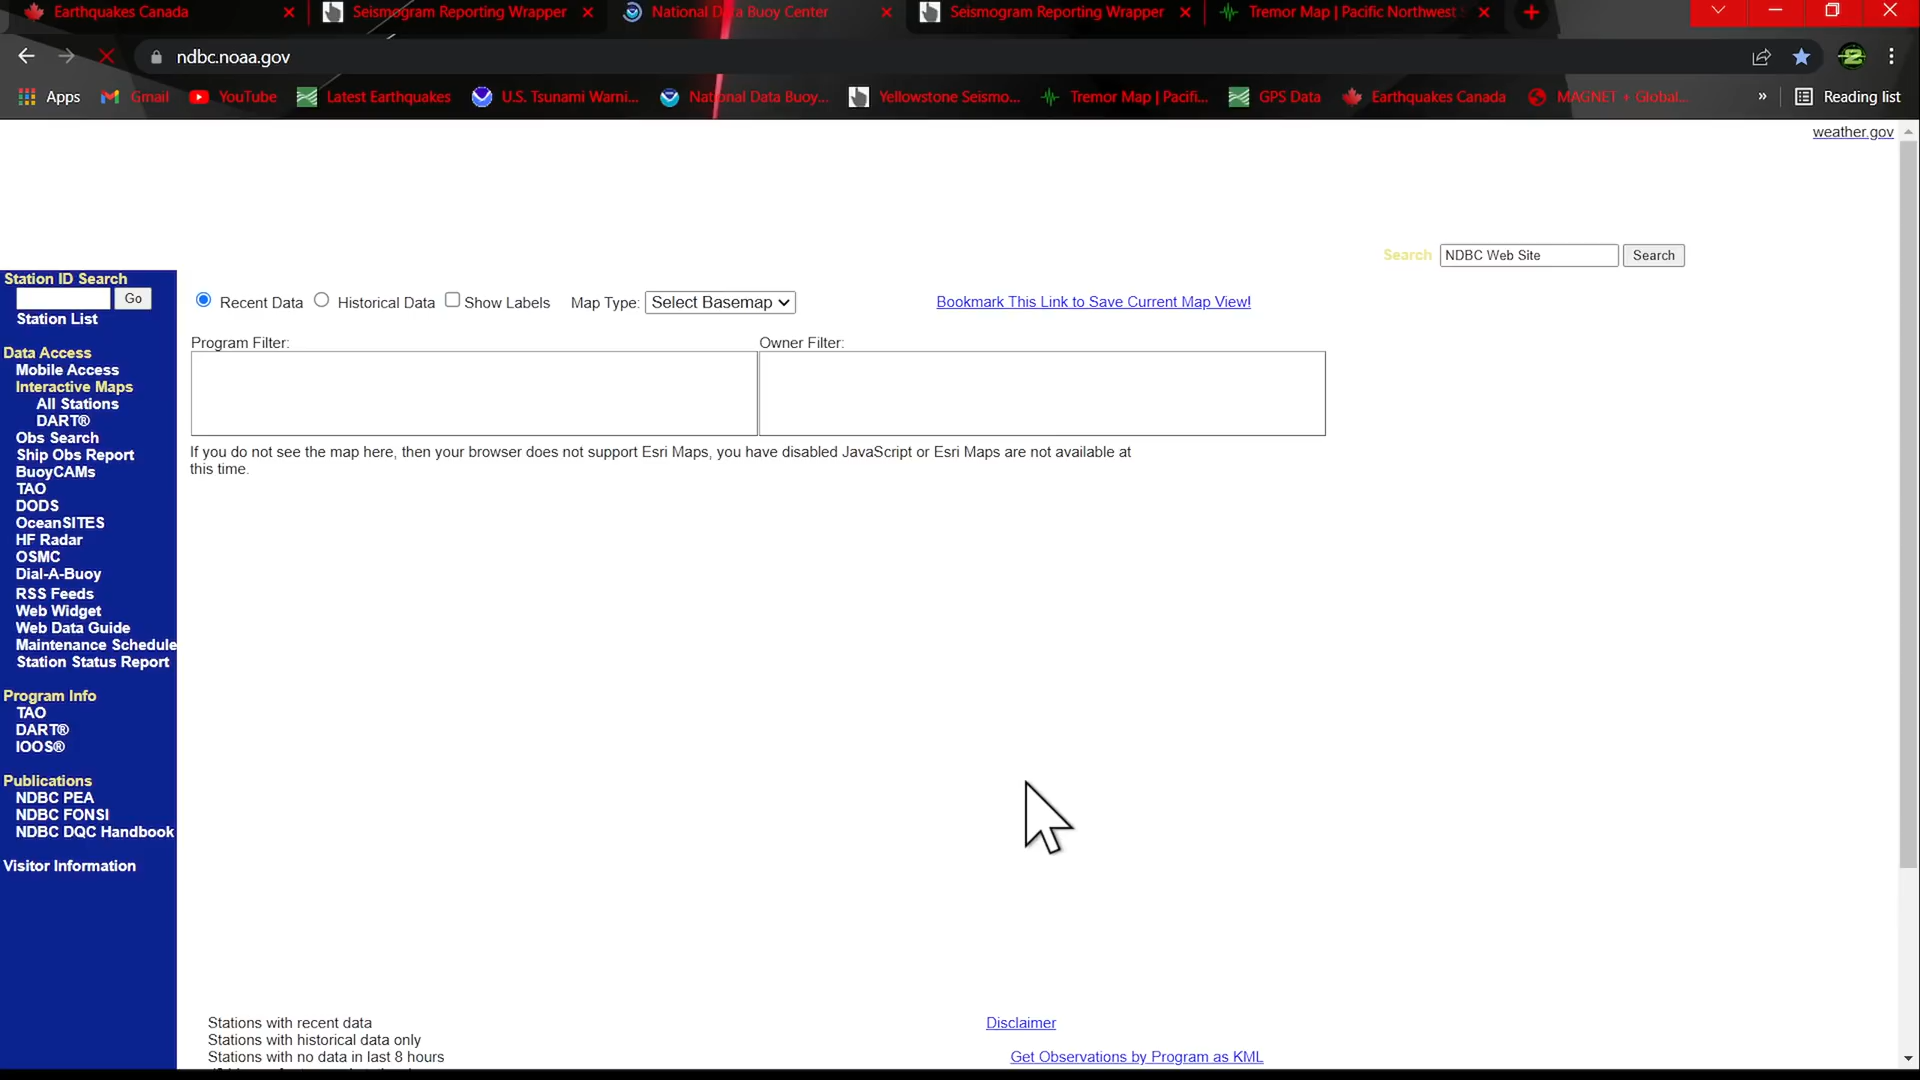 Earthquakes Canada
Seismogram Reporting Wrapper
National Data Buoy Center
Seismogram Reporting Wrapper
Tremor Map | Pacific Northwest S
ndbc.noaa.gov
Apps
Gmail
YouTube
Latest Earthquakes
U.S. Tsunami Warni...
National Data Buoy...
Yellowstone Seismo...
Tremor Map | Pacifi...
GPS Data
Earthquakes Canada
MAGNET + Global...
»
Reading list
weather.gov
Search
NDBC Web Site
Search
Station ID Search
Go
Station List
Data Access
Mobile Access
Interactive Maps
All Stations
DART®
Obs Search
Ship Obs Report
BuoyCAMs
TAO
DODS
OceanSITES
HF Radar
OSMC
Dial-A-Buoy
RSS Feeds
Web Widget
Web Data Guide
Maintenance Schedule
Station Status Report
Program Info
TAO
DART®
IOOS®
Publications
NDBC PEA
NDBC FONSI
NDBC DQC Handbook
Visitor Information
Recent Data
Historical Data
Show Labels
Map Type:
Select Basemap
Bookmark This Link to Save Current Map View!
Program Filter:
Owner Filter:
If you do not see the map here, then your browser does not support Esri Maps, you have disabled JavaScript or Esri Maps are not available at
this time.
Stations with recent data
Disclaimer
Stations with historical data only
Stations with no data in last 8 hours
Get Observations by Program as KML